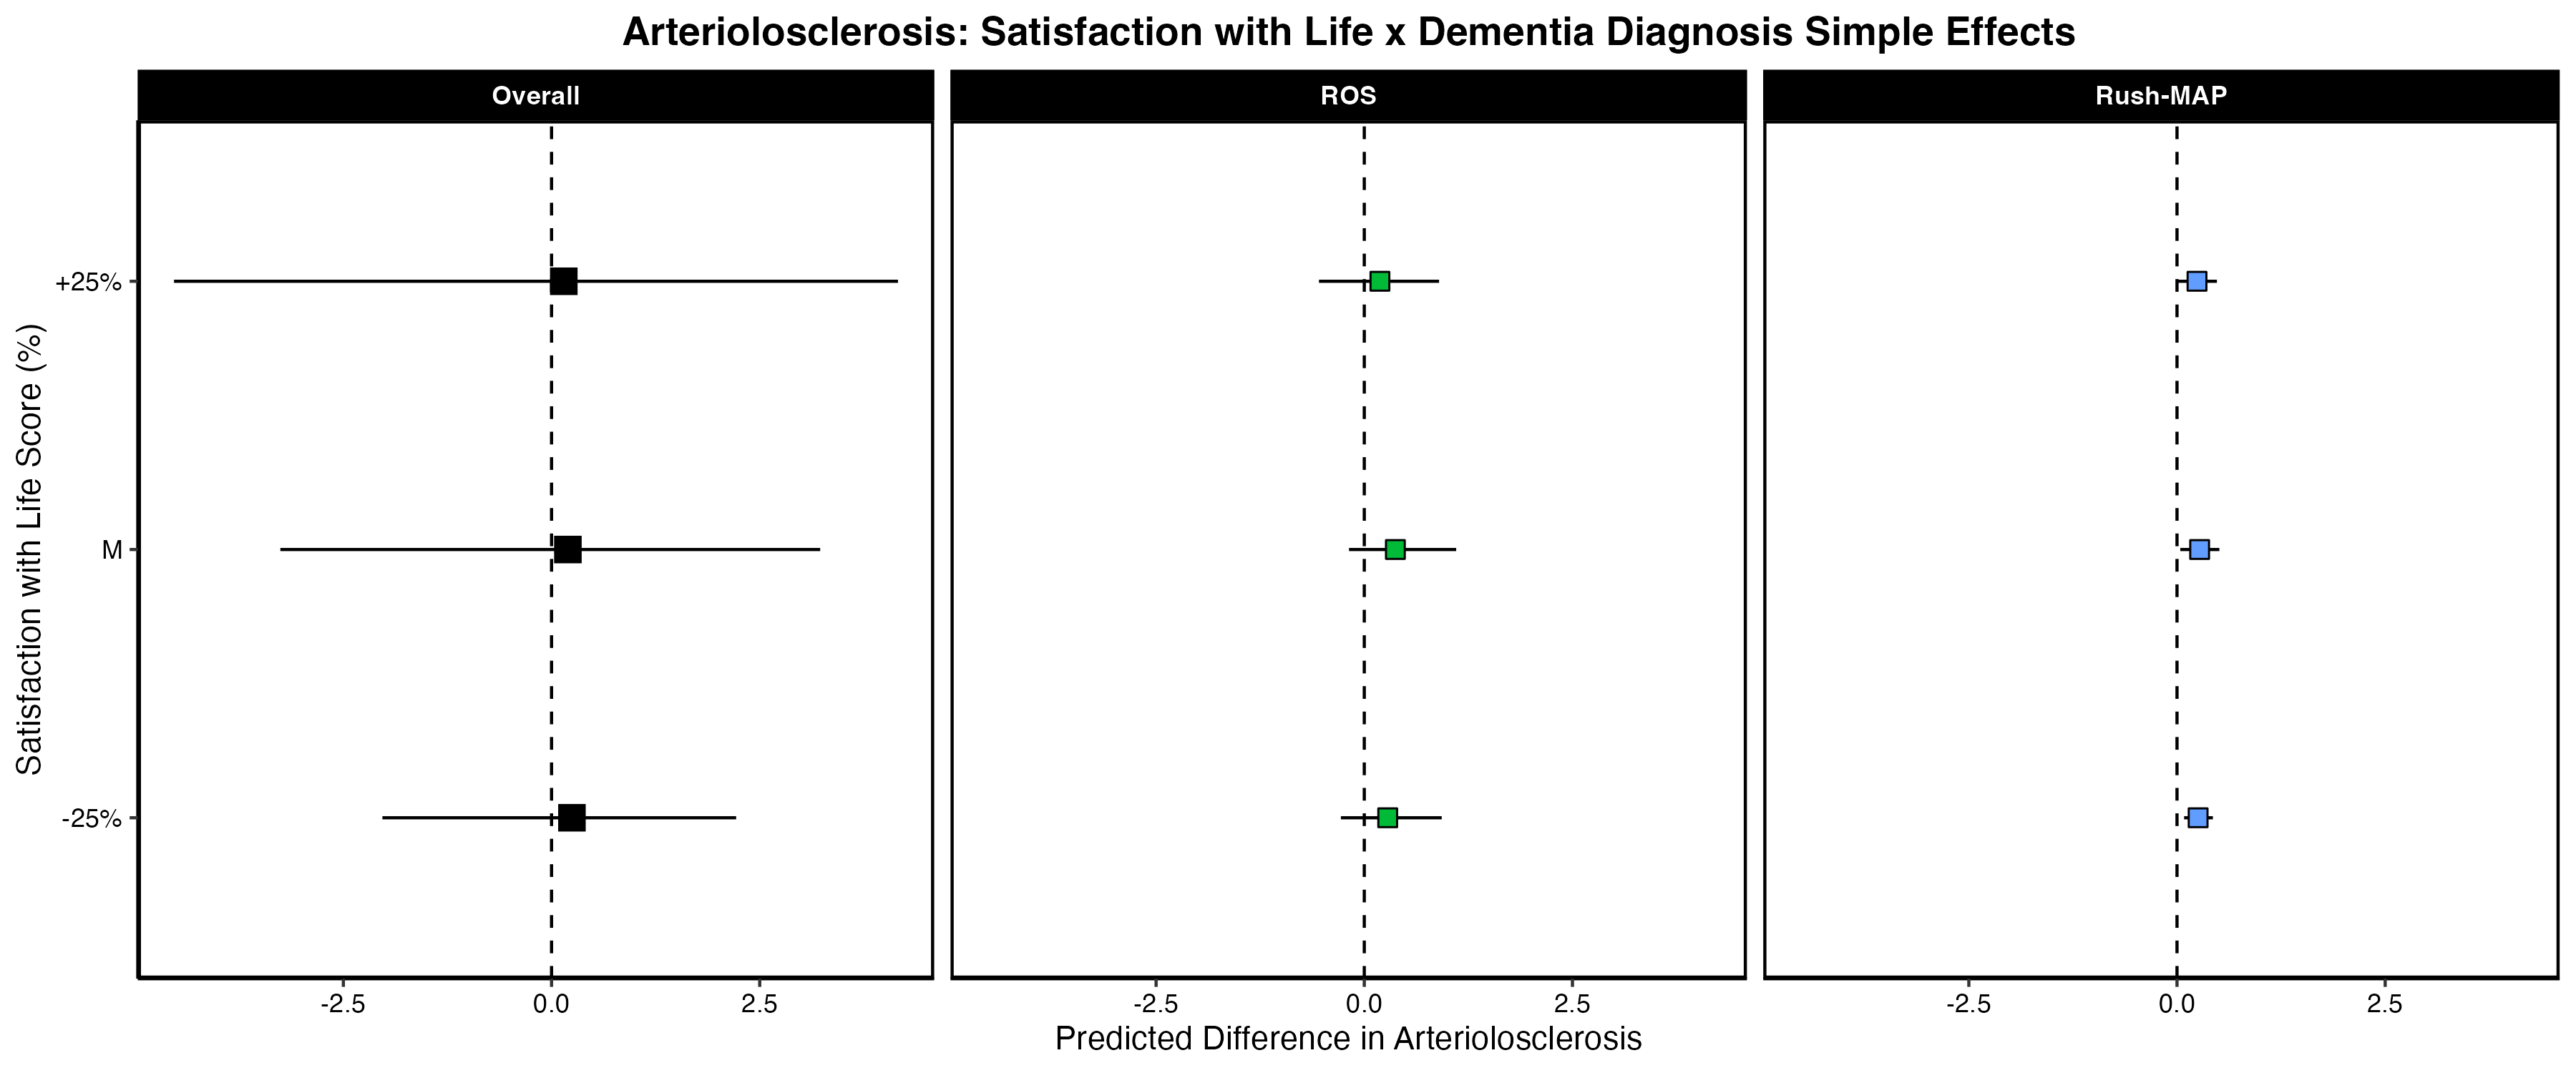 Arteriolosclerosis: Satisfaction with Life x Dementia Diagnosis Simple Effects
Overall
ROS
Rush-MAP
Satisfaction with Life Score (%)
+25%
M
-25%
-2.5 0.0 2.5
-2.5 0.0 2.5
-2.5 0.0 2.5
Predicted Difference in Arteriolosclerosis